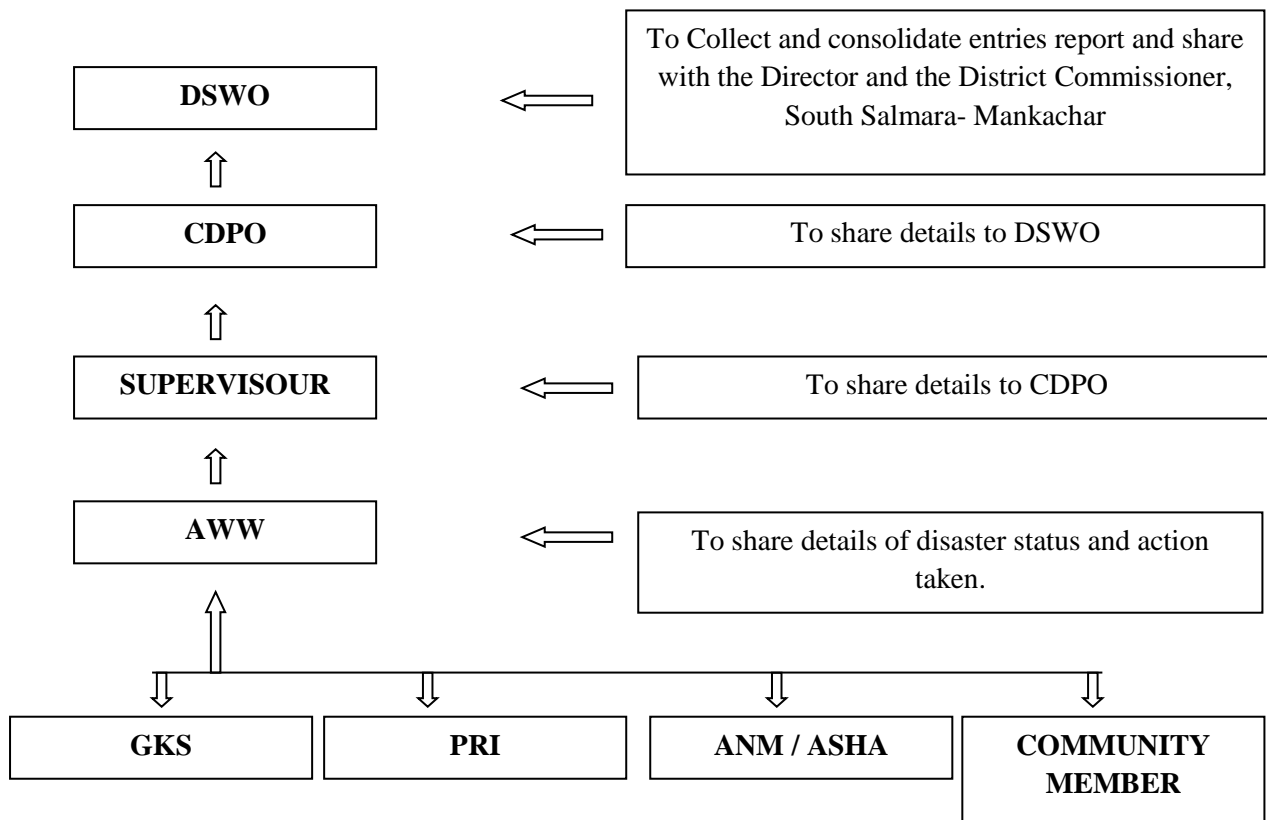 DSWO
To Collect and consolidate entries report and share
with the Director and the District Commissioner,
South Salmara- Mankachar
CDPO
To share details to DSWO
SUPERVISOUR
To share details to CDPO
AWW
To share details of disaster status and action
taken.
GKS
PRI
ANM / ASHA
COMMUNITY
MEMBER